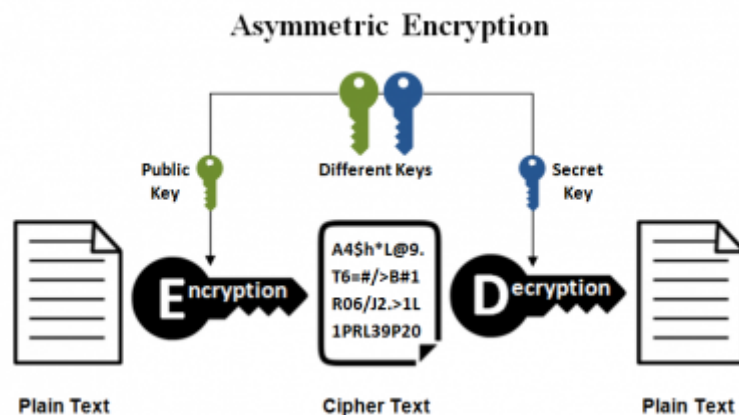 Asymmetric Encryption
Public
Key
Different Keys
Secret
Key
A4$h*L@9.
T6=#/>B#1
R06/J2.>1L
1PRL39P20
Encryption
Decryption
Plain Text
Cipher Text
Plain Text